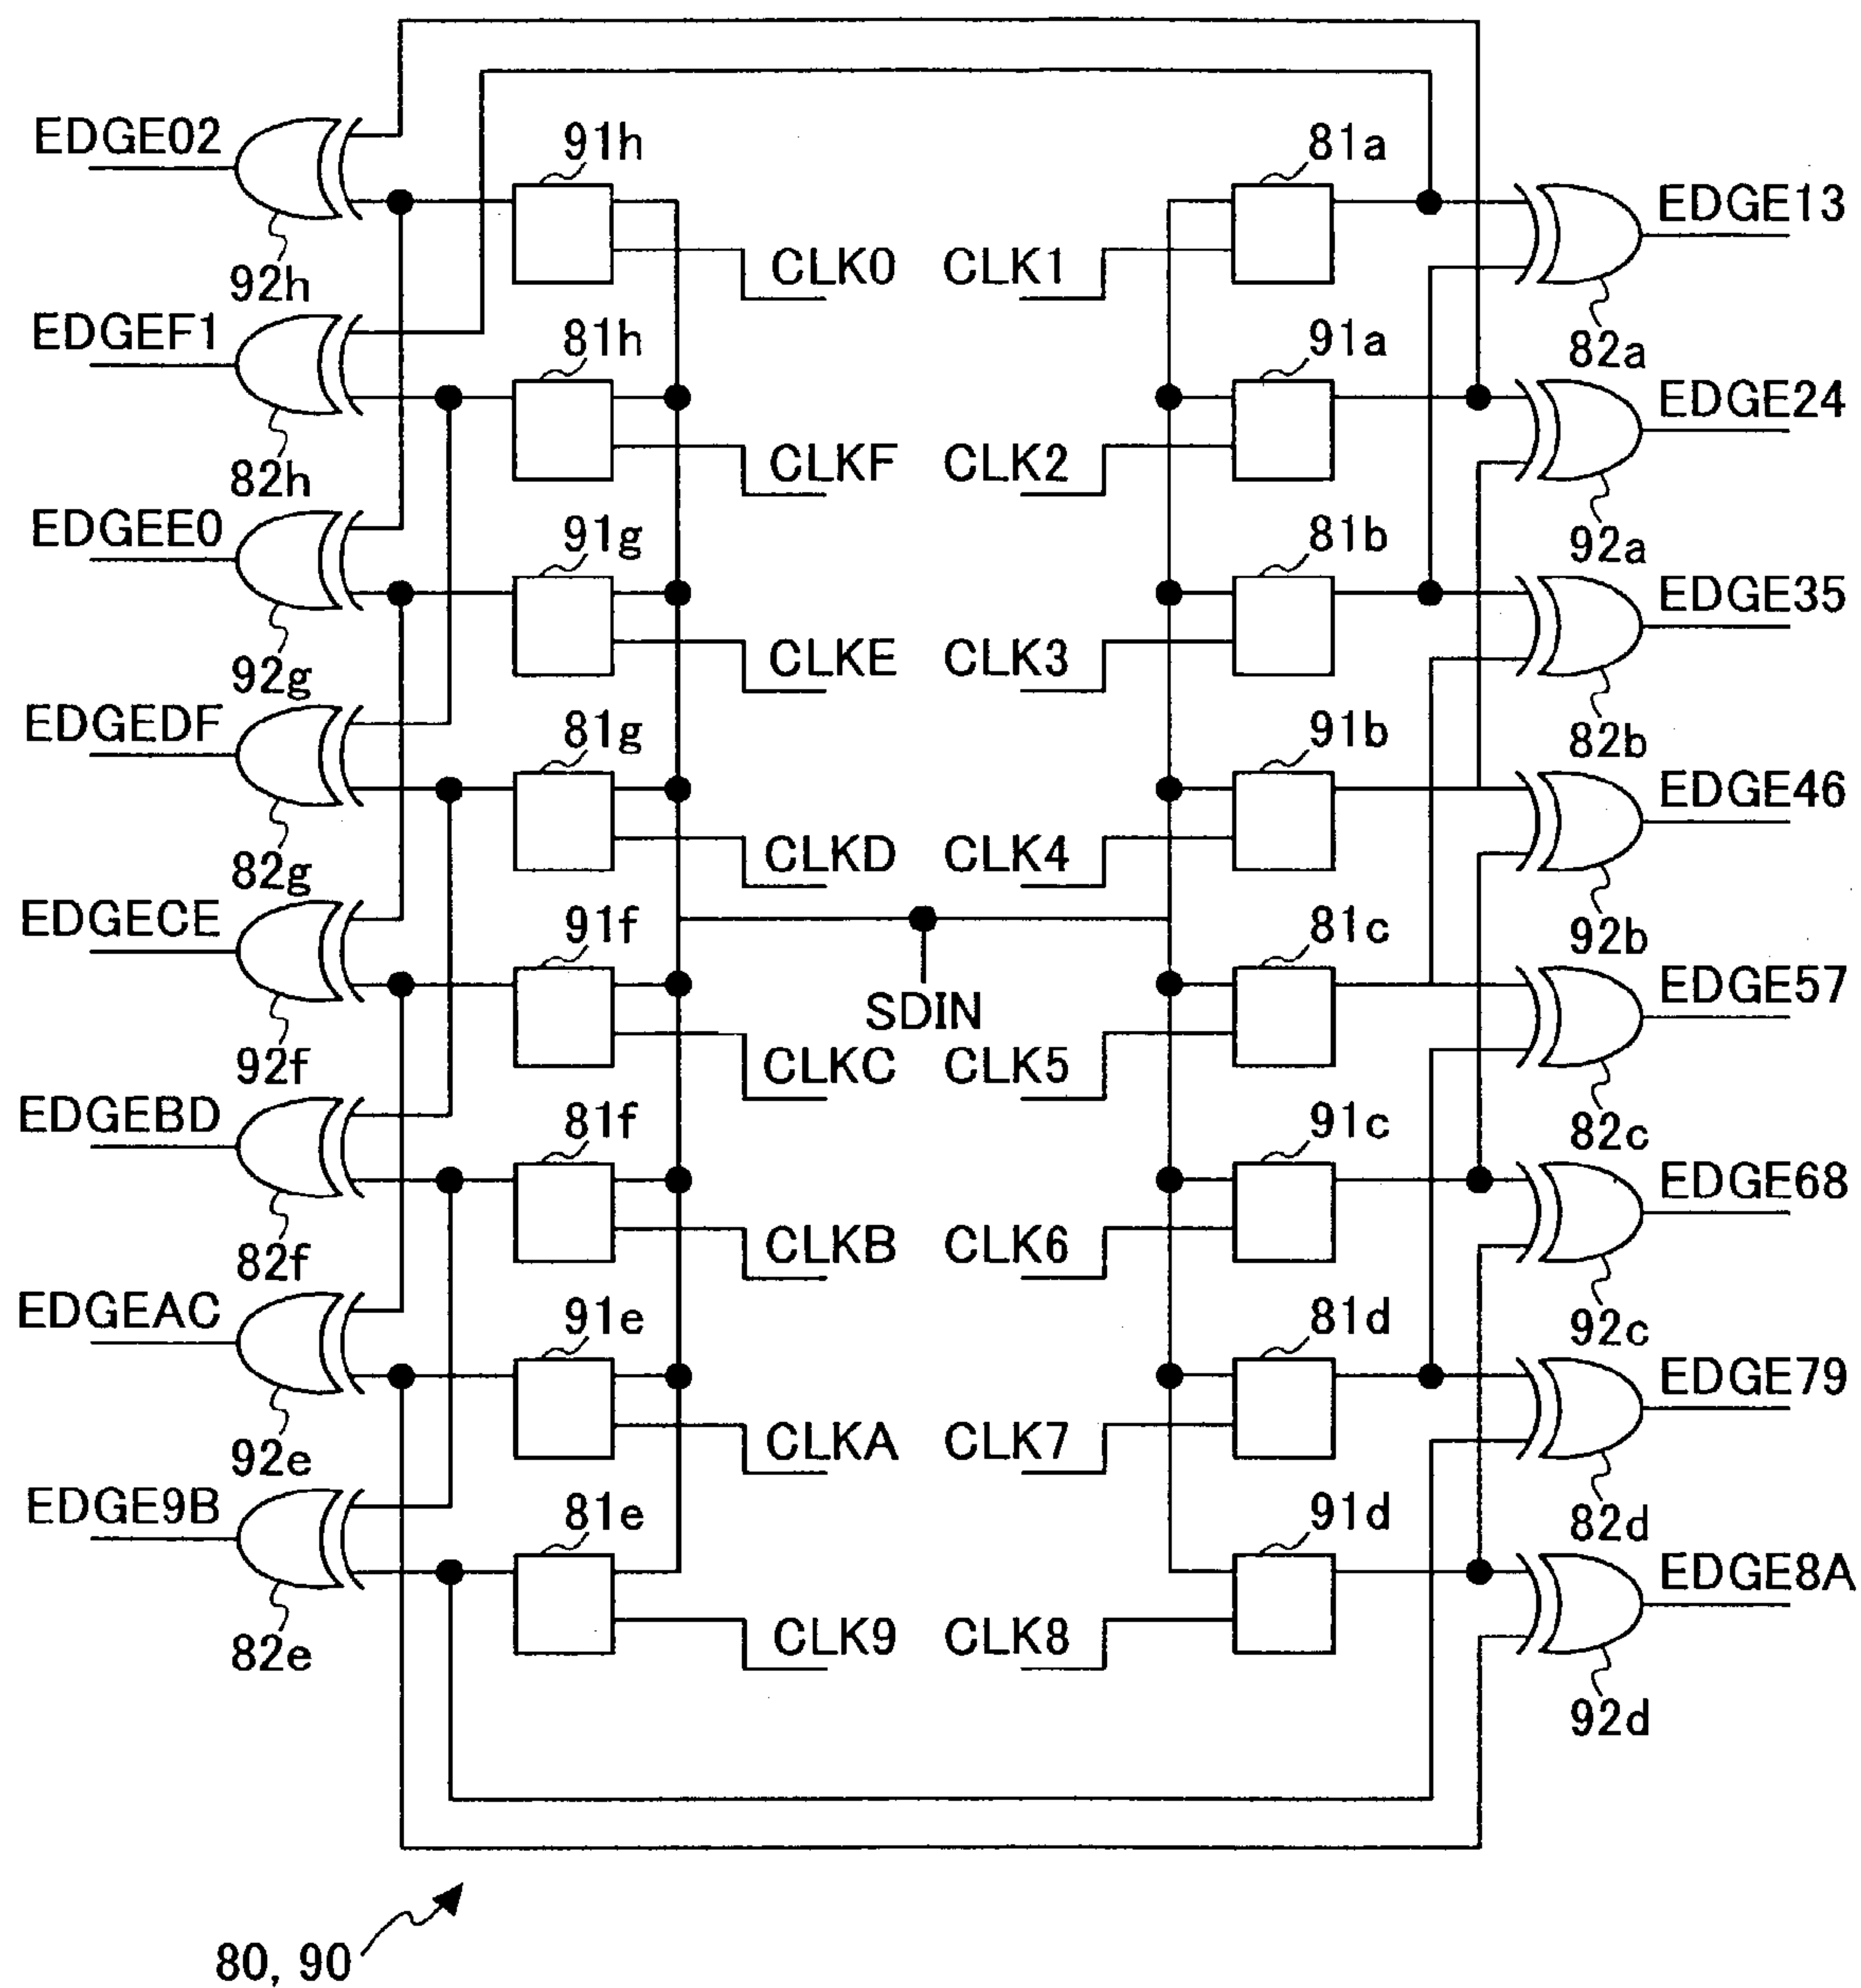 EDGE02
91h
81a
EDGE13
92h
CLK0
CLK1
82a
EDGEF1
81h
91a
EDGE24
82h
CLKF
CLK2
92a
EDGEE0
91g
81b
EDGE35
92g
CLKE
CLK3
82b
EDGEDF
81g
91b
EDGE46
82g
CLKD
CLK4
92b
EDGECE
91f
81c
EDGE57
SDIN
92f
CLKC
CLK5
82c
EDGEBD
81f
91c
EDGE68
82f
CLKB
CLK6
92c
EDGEAC
91e
81d
EDGE79
92e
CLKA
CLK7
82d
EDGE9B
81e
91d
EDGE8A
82e
CLK9
CLK8
92d
80, 90